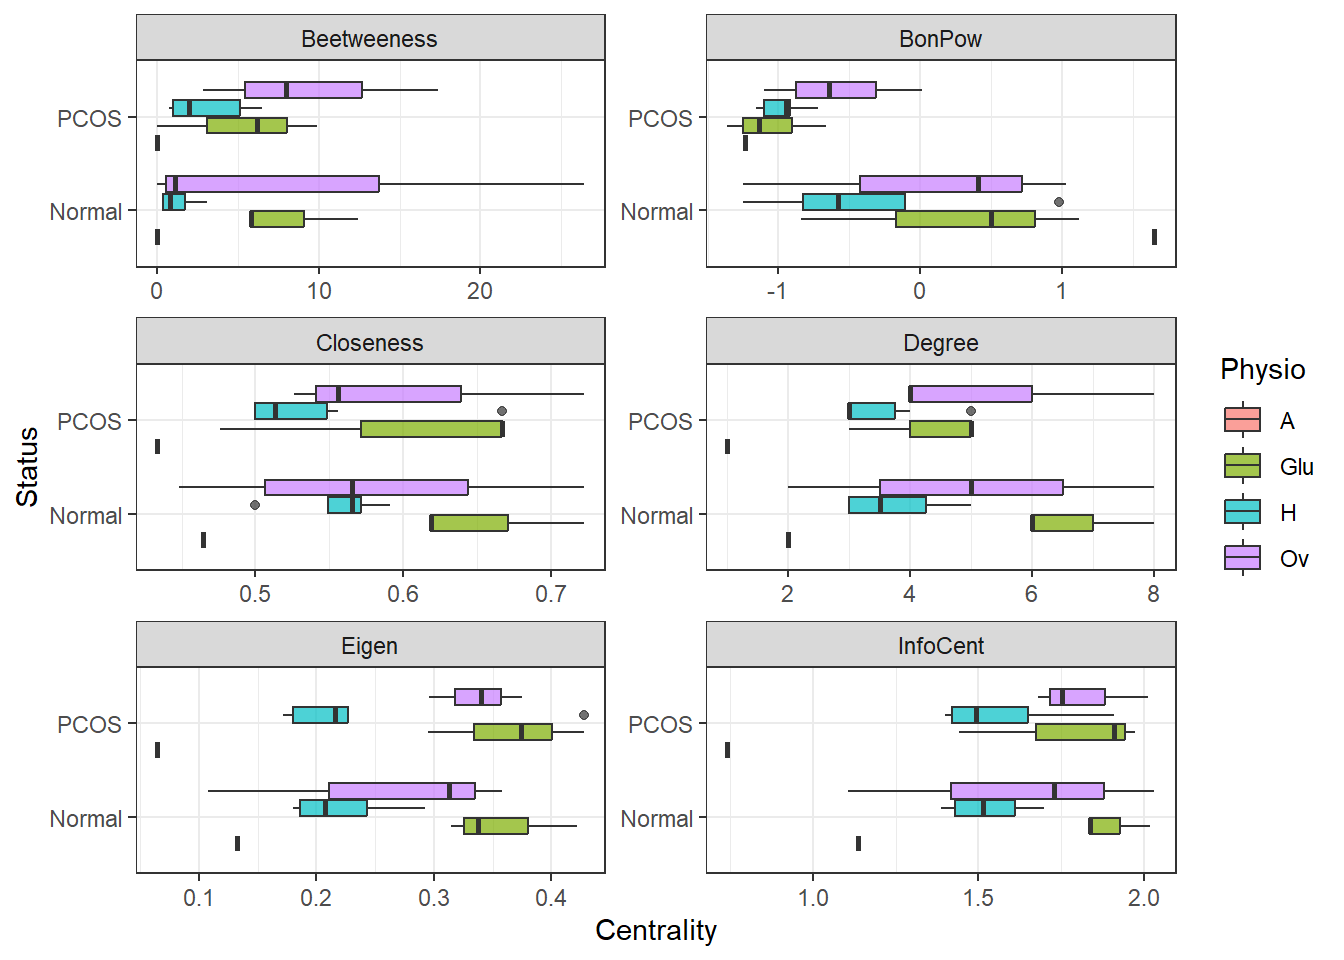 Beetweeness
BonPow
PCOS
Normal
0 10 20
PCOS
Normal
-1 0 1
Closeness
Degree
PCOS
Normal
0.5 0.6 0.7
PCOS
Normal
2 4 6 8
Eigen
InfoCent
PCOS
Normal
0.1 0.2 0.3 0.4
PCOS
Normal
1.0 1.5 2.0
Status
Centrality
Physio
A
Glu
H
Ov